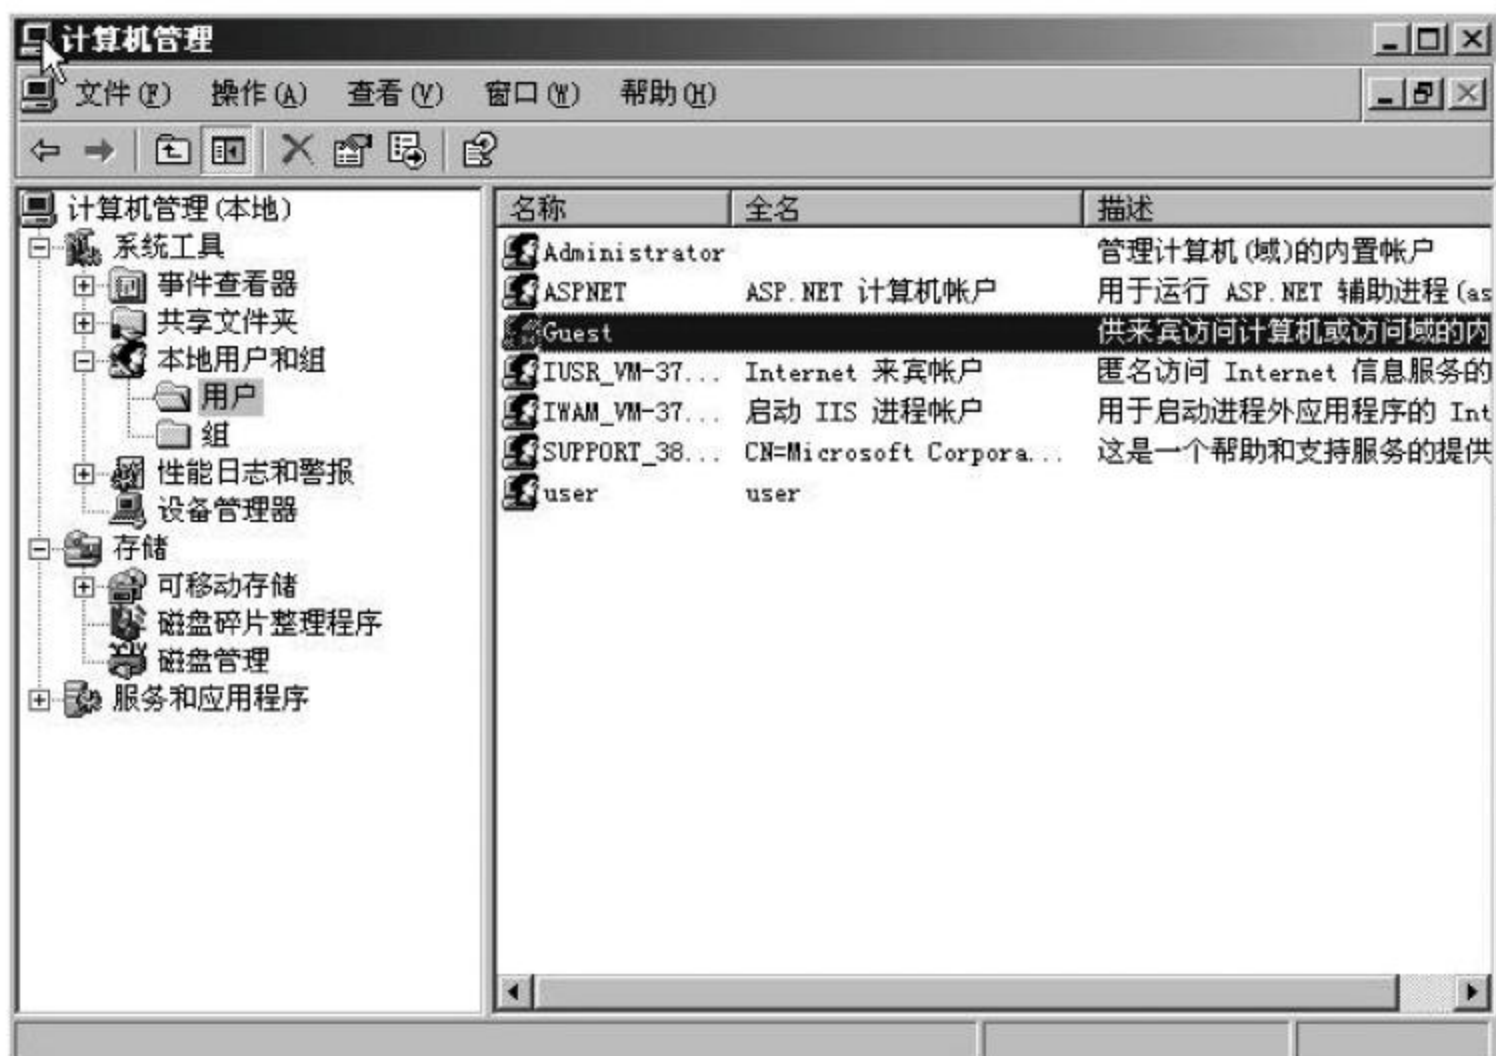 计算机管理
文件(F) 操作(A) 查看(V) 窗口(W) 帮助(H)
计算机管理(本地)
系统工具
事件查看器
共享文件夹
本地用户和组
用户
组
性能日志和警报
设备管理器
存储
可移动存储
磁盘碎片整理程序
磁盘管理
服务和应用程序
名称 全名 描述
Administrator 管理计算机(域)的内置帐户
ASPNET ASP.NET 计算机帐户 用于运行 ASP.NET 辅助进程(as
Guest 供来宾访问计算机或访问域的内
IUSR_VM-37... Internet 来宾帐户 匿名访问 Internet 信息服务的
IWAM_VM-37... 启动 IIS 进程帐户 用于启动进程外应用程序的 Int
SUPPORT_38... CN=Microsoft Corpora... 这是一个帮助和支持服务的提供
user user